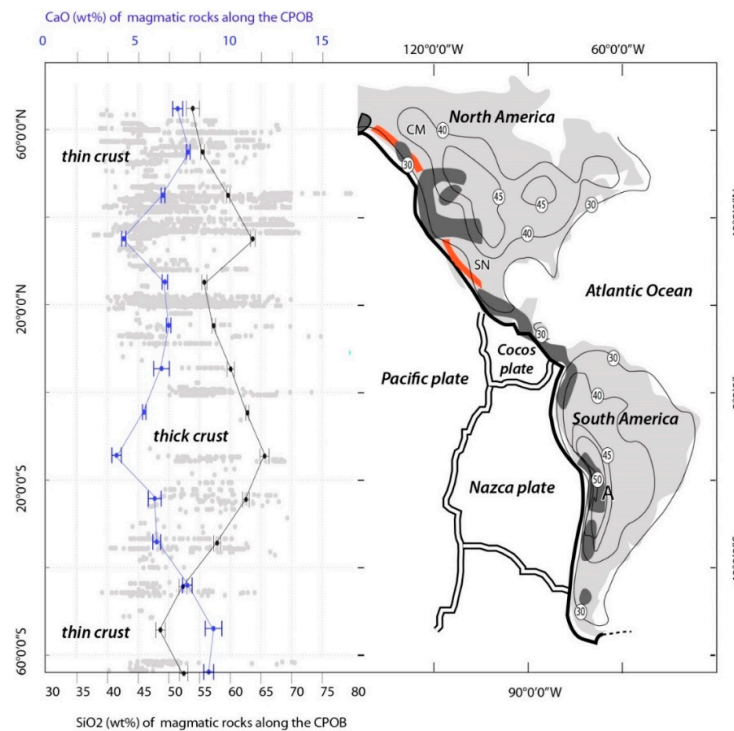 CaO (wt%) of magmatic rocks along the CPOB
0 5 10 15
120°0'0"W 60°0'0"W
60°0'0"N
20°0'0"N
20°0'0"S
60°0'0"S
thin crust
thick crust
thin crust
30 35 40 45 50 55 60 65 70 75 80
SiO2 (wt%) of magmatic rocks along the CPOB
North America
CM
40
30
45
45
40
30
SN
Atlantic Ocean
30
Cocos
plate
Pacific plate
30
40
South America
45
50
A
Nazca plate
30
90°0'0"W